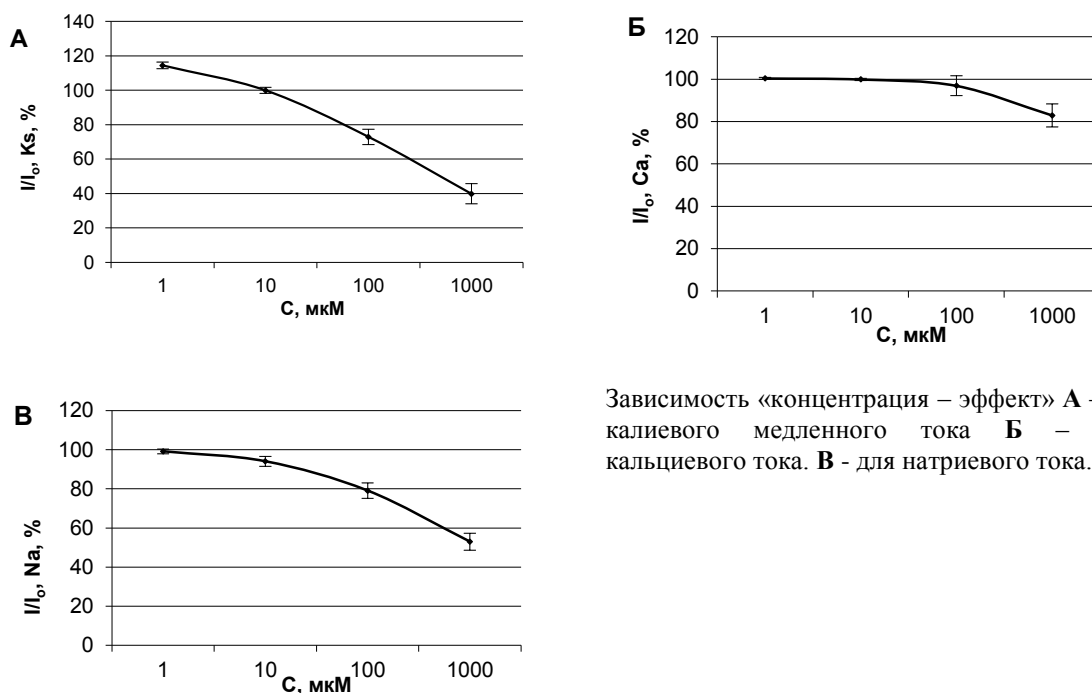 А
140
120
100
80
60
40
20
0
I/Iₒ, Ks, %
1 10 100 1000
С, мкМ
Б
120
100
80
60
40
20
0
I/Iₒ, Ca, %
1 10 100 1000
С, мкМ
В
120
100
80
60
40
20
0
I/Iₒ, Na, %
1 10 100 1000
С, мкМ
Зависимость «концентрация – эффект» А -
калиевого медленного тока Б –
кальциевого тока. В - для натриевого тока.